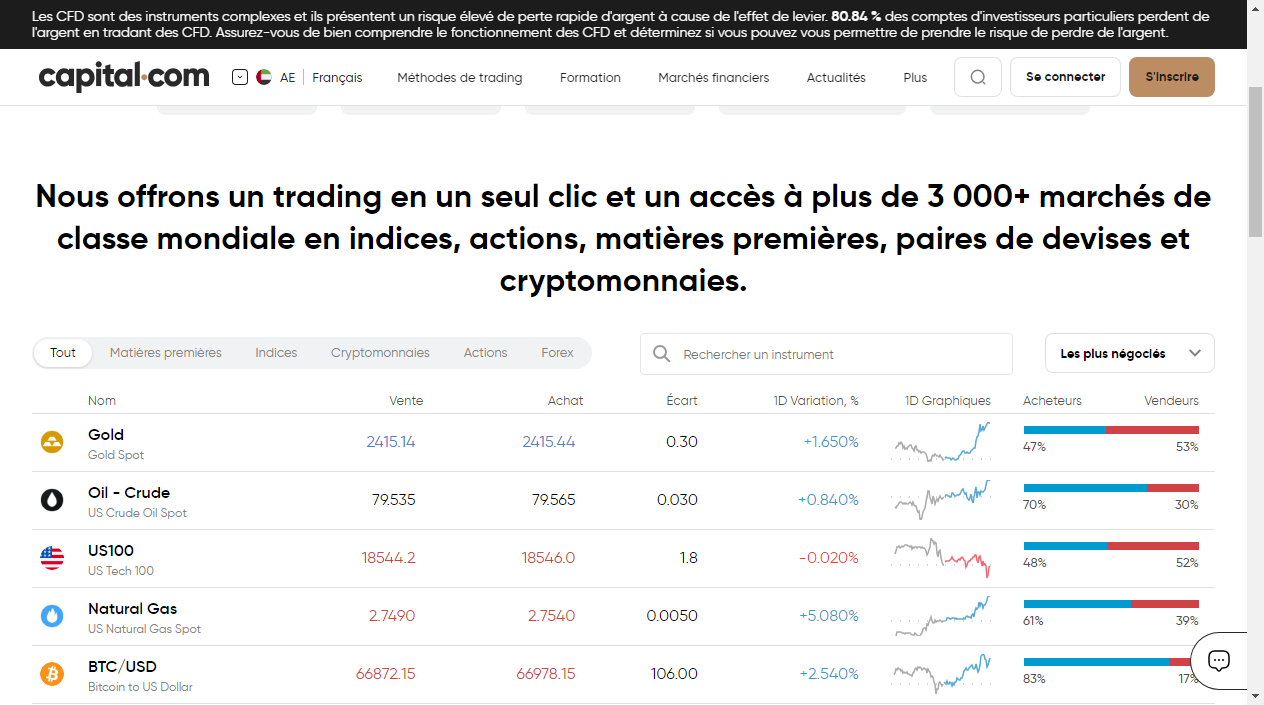 Les CFD sont des instruments complexes et ils présentent un risque élevé de perte rapide d'argent à cause de l'effet de levier. 80.84 % des comptes d'investisseurs particuliers perdent de
l'argent en tradant des CFD. Assurez-vous de bien comprendre le fonctionnement des CFD et déterminez si vous pouvez vous permettre de prendre le risque de perdre de l'argent.
capital.com AE Français Méthodes de trading Formation Marchés financiers Actualités Plus Se connecter S'inscrire
Nous offrons un trading en un seul clic et un accès à plus de 3 000+ marchés de
classe mondiale en indices, actions, matières premières, paires de devises et
cryptomonnaies.
Tout Matières premières Indices Cryptomonnaies Actions Forex Rechercher un instrument Les plus négociés
Nom Vente Achat Écart 1D Variation, % 1D Graphiques Acheteurs Vendeurs
Gold 2415.14 2415.44 0.30 +1.650%
Gold Spot 47% 53%
Oil - Crude 79.535 79.565 0.030 +0.840%
US Crude Oil Spot 70% 30%
US100 18544.2 18546.0 1.8 -0.020%
US Tech 100 48% 52%
Natural Gas 2.7490 2.7540 0.0050 +5.080%
US Natural Gas Spot 61% 39%
BTC/USD 66872.15 66978.15 106.00 +2.540%
Bitcoin to US Dollar 83% 17%